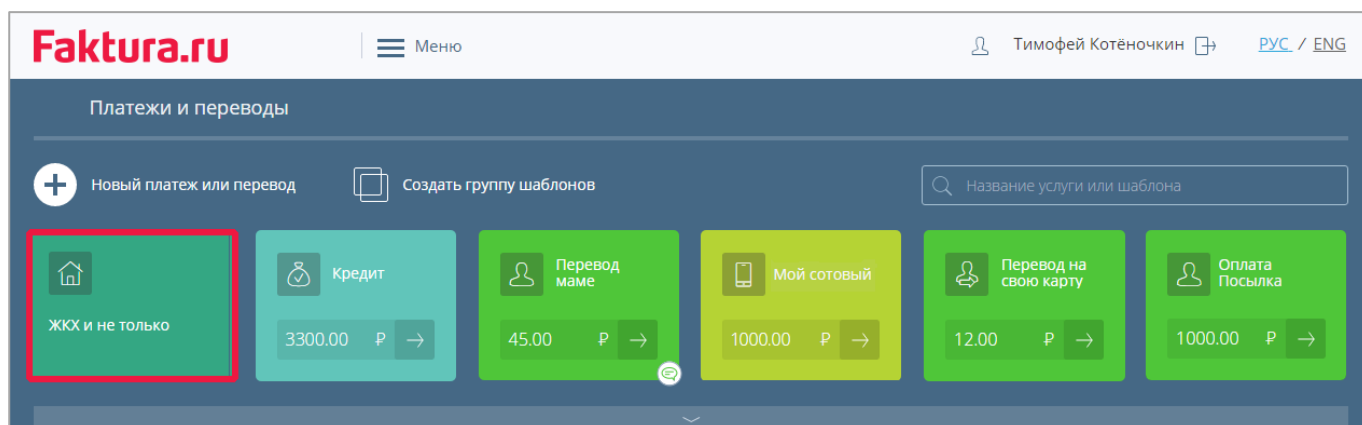 Faktura.ru
Меню
Тимофей Котёночкин
РУС / ENG
Платежи и переводы
Новый платеж или перевод
Создать группу шаблонов
Название услуги или шаблона
ЖКХ и не только
Кредит
3300.00 ₽
Перевод
маме
45.00 ₽
Мой сотовый
1000.00 ₽
Перевод на
свою карту
12.00 ₽
Оплата
Посылка
1000.00 ₽